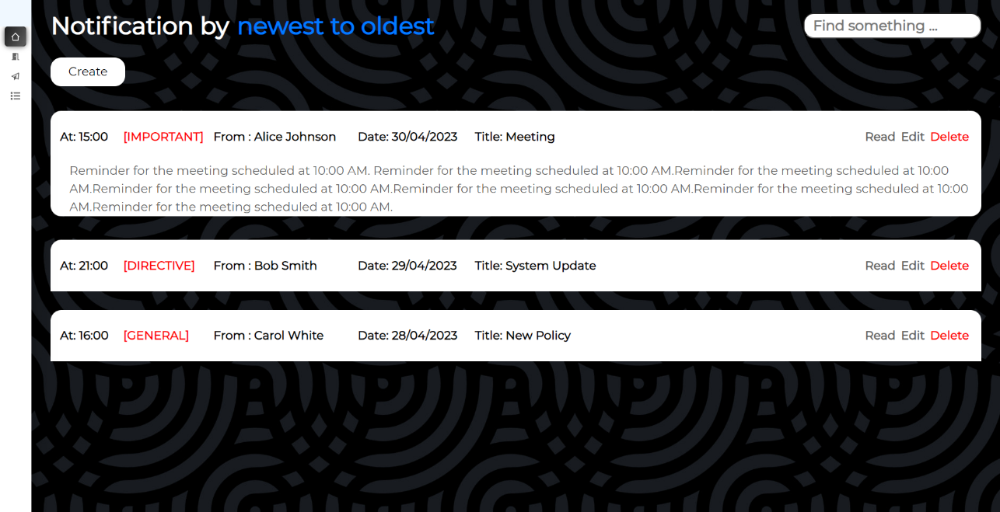 Notification by newest to oldest
Find something ...
Create
At: 15:00 [IMPORTANT] From : Alice Johnson Date: 30/04/2023 Title: Meeting Read Edit Delete
Reminder for the meeting scheduled at 10:00 AM. Reminder for the meeting scheduled at 10:00 AM.Reminder for the meeting scheduled at 10:00
AM.Reminder for the meeting scheduled at 10:00 AM.Reminder for the meeting scheduled at 10:00 AM.Reminder for the meeting scheduled at 10:00
AM.Reminder for the meeting scheduled at 10:00 AM.
At: 21:00 [DIRECTIVE] From : Bob Smith Date: 29/04/2023 Title: System Update Read Edit Delete
At: 16:00 [GENERAL] From : Carol White Date: 28/04/2023 Title: New Policy Read Edit Delete